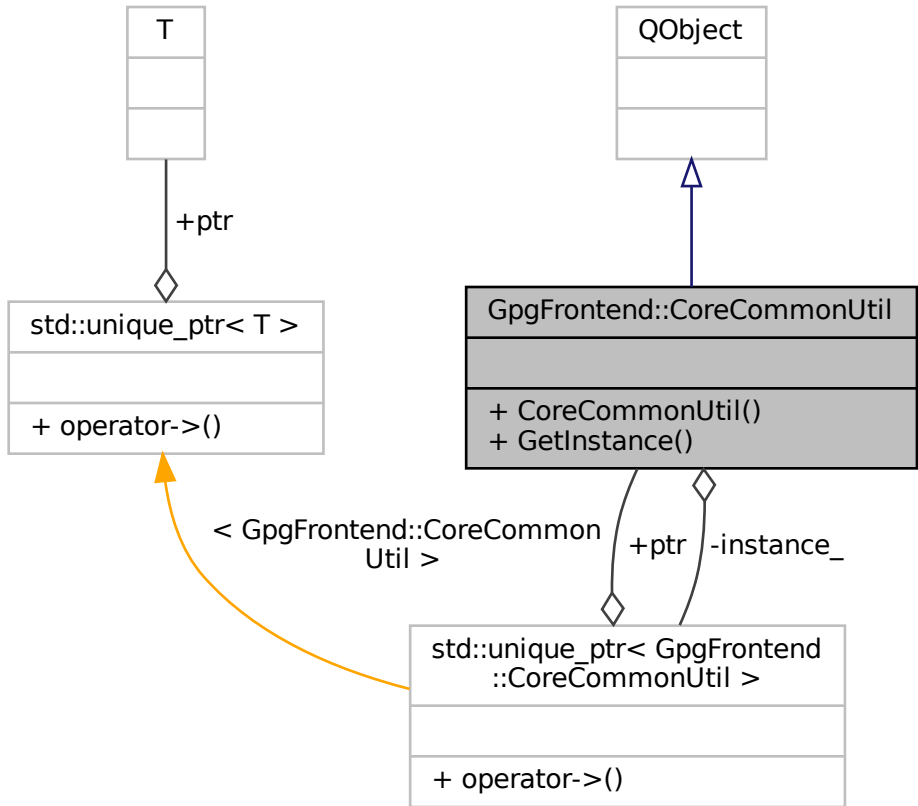 T
QObject
+ptr
GpgFrontend::CoreCommonUtil
std::unique_ptr< T >
+ CoreCommonUtil()
+ GetInstance()
+ operator->()
< GpgFrontend::CoreCommon
Util >
+ptr
-instance_
std::unique_ptr< GpgFrontend
::CoreCommonUtil >
+ operator->()